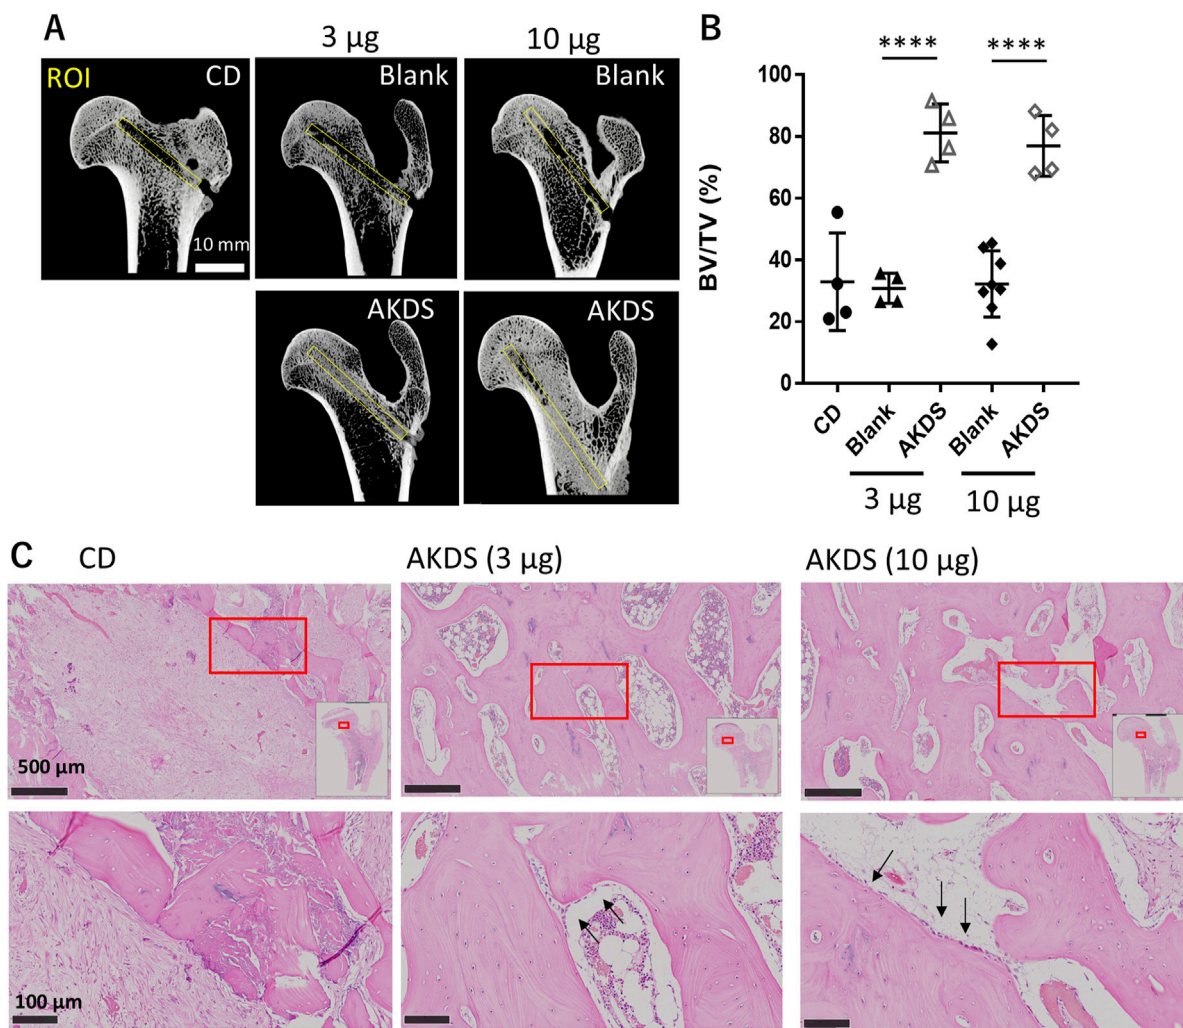 A
3 µg
10 µg
ROI
CD
Blank
Blank
10 mm
AKDS
AKDS
B
**** ****
BV/TV (%)
100
80
60
40
20
0
CD
Blank
AKDS
Blank
AKDS
3 µg
10 µg
C
CD
AKDS (3 µg)
AKDS (10 µg)
500 µm
100 µm